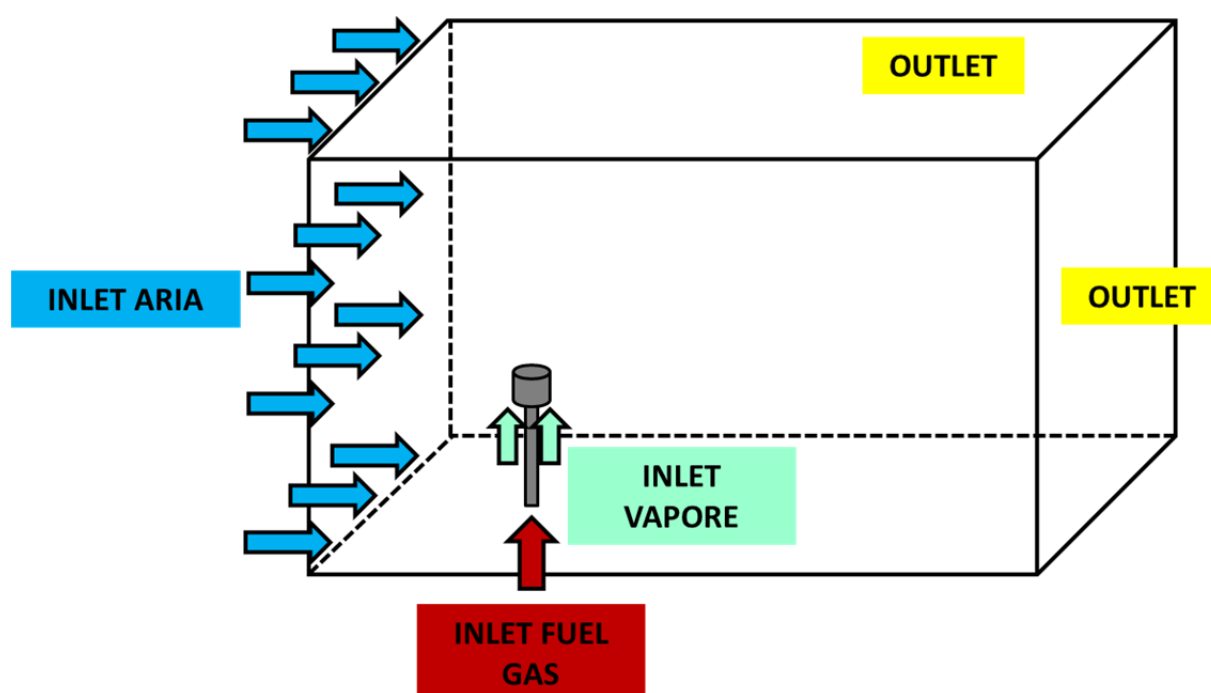 OUTLET
INLET ARIA
OUTLET
INLET
VAPORE
INLET FUEL
GAS